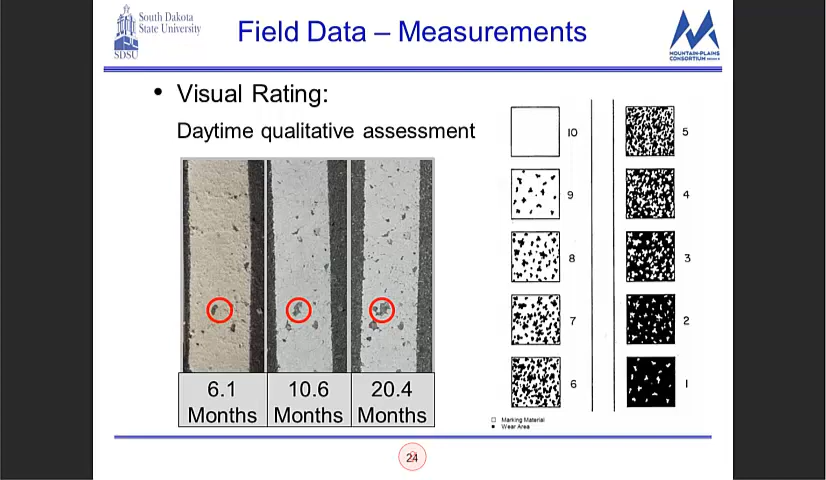 South Dakota
State University
SDSU
Field Data – Measurements
MOUNTAIN-PLAINS
CONSORTIUM
• Visual Rating:
Daytime qualitative assessment
10
9
8
7
6
5
4
3
2
1
6.1
Months
10.6
Months
20.4
Months
□ Marking Material
■ Wear Area
24